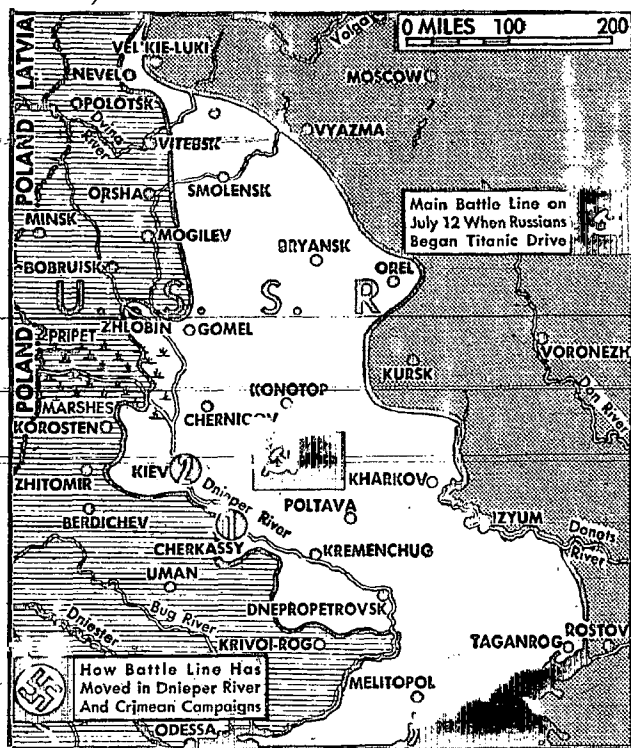 0 MILES 100 200
LATVIA
VEL'KIE-LUKI
Volga
NEVEL
MOSCOW
POLOTSK
Dvina
River
VYAZMA
VITEBSK
POLAND
SMOLENSK
ORSHA
Main Battle Line on
July 12 When Russians
Began Titanic Drive
MINSK
MOGILEV
BRYANSK
OREL
BOBRUISK
U. S. S. R
ZHLOBIN
GOMEL
PRIPET
MARSHES
POLAND
VORONEZH
KURSK
Don River
KONOTOP
CHERNIGOV
KOROSTEN
KIEV
2
ZHITOMIR
KHARKOV
Dnieper River
POLTAVA
IZYUM
BERDICHEV
1
Donets
River
CHERKASSY
KREMENCHUG
UMAN
DNEPROPETROVSK
Bug River
Dniester
KRIVOI-ROG
TAGANROG
ROSTOV
How Battle Line Has
Moved in Dnieper River
And Crimean Campaigns
MELITOPOL
ODESSA